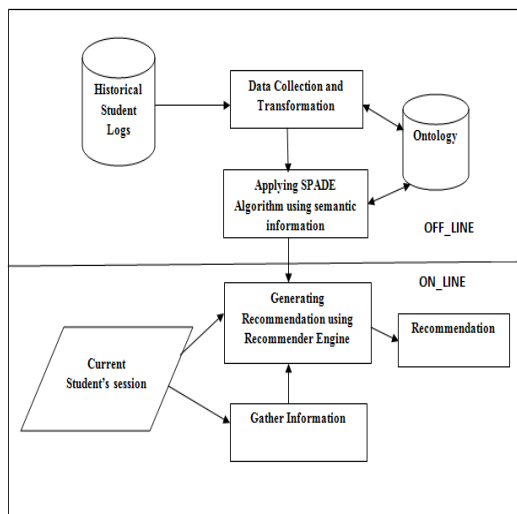 Historical
Student
Logs
Data Collection and
Transformation
Ontology
Applying SPADE
Algorithm using semantic
information
OFF_LINE
ON_LINE
Generating
Recommendation using
Recommender Engine
Recommendation
Current
Student's session
Gather Information